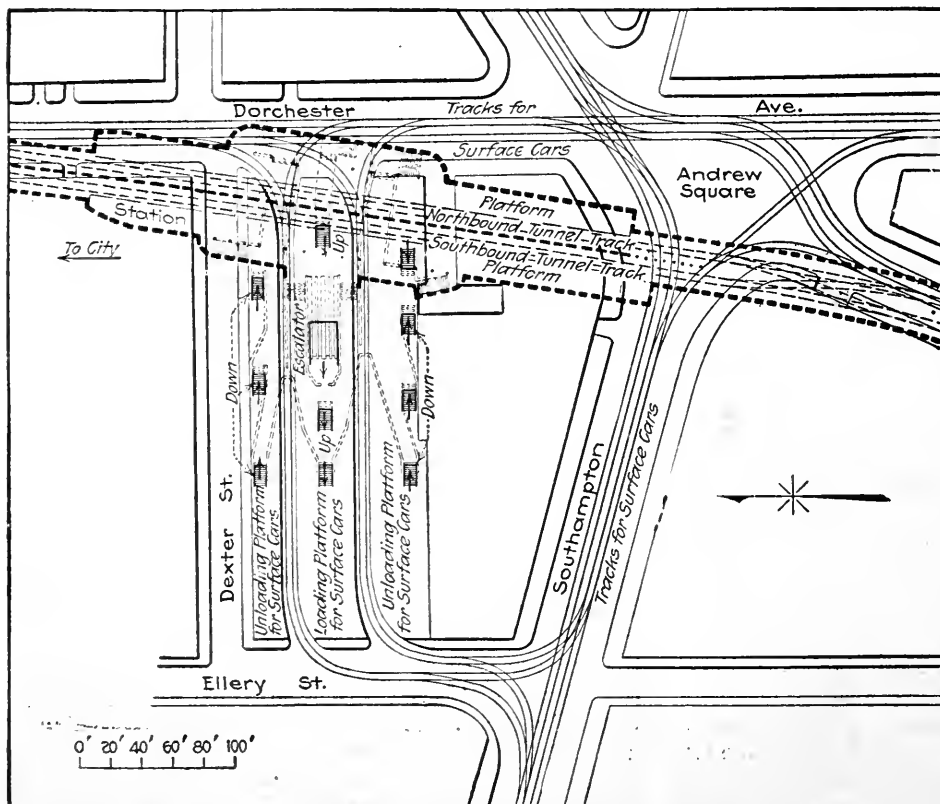 Dorchester
Tracks for
Ave.
Surface Cars
Andrew
Square
Platform
Northbound-Tunnel-Track
Southbound=Tunnel=Track
Platform
Station
To City
Up
Escalator
Down
Down
Up
Dexter St.
Unloading Platform
for Surface Cars
Loading Platform
for Surface Cars
Unloading Platform
for Surface Cars
Southampton
Tracks for Surface Cars
Ellery St.
0' 20' 40' 60' 80' 100'